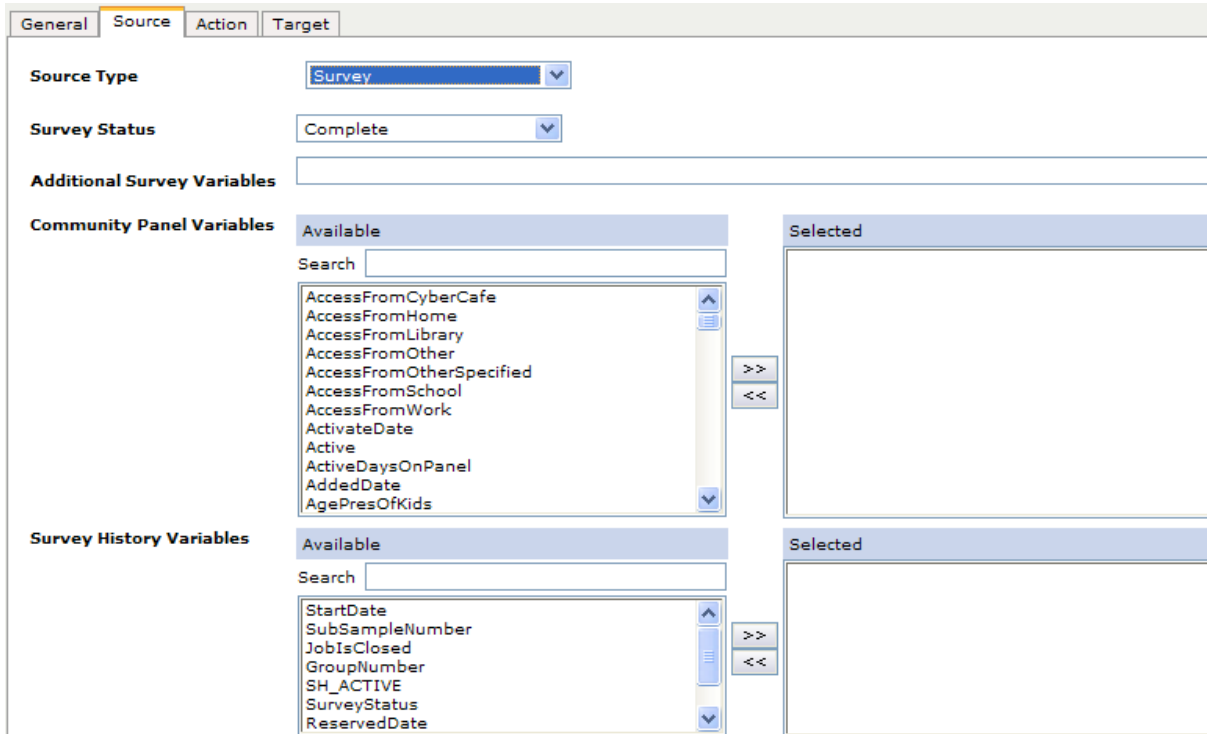 General Source Action Target
Source Type Survey
Survey Status Complete
Additional Survey Variables
Community Panel Variables Available Selected
Search
AccessFromCyberCafe
AccessFromHome
AccessFromLibrary
AccessFromOther
AccessFromOtherSpecified
>>
AccessFromSchool
<<
AccessFromWork
ActivateDate
Active
ActiveDaysOnPanel
AddedDate
AgePresOfKids
Survey History Variables Available Selected
Search
StartDate
SubSampleNumber
>>
JobIsClosed
GroupNumber
<<
SH_ACTIVE
SurveyStatus
ReservedDate